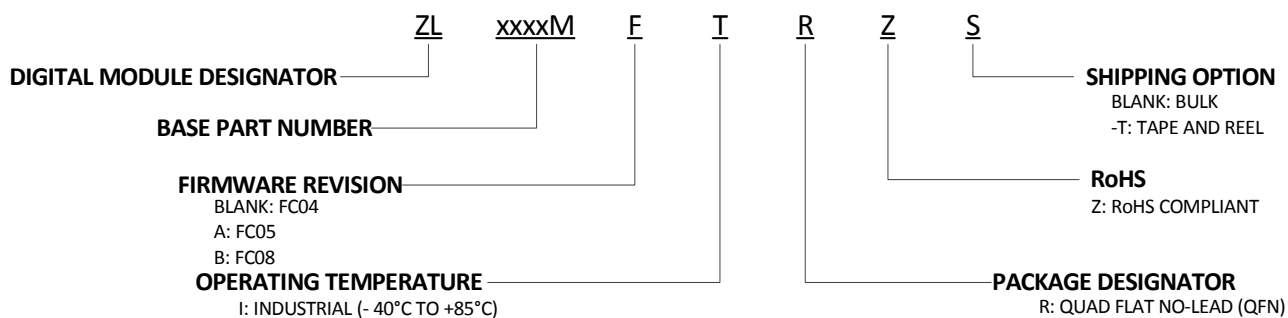 ZL xxxxM F T R Z S
DIGITAL MODULE DESIGNATOR
BASE PART NUMBER
FIRMWARE REVISION
BLANK: FC04
A: FC05
B: FC08
OPERATING TEMPERATURE
I: INDUSTRIAL (- 40°C TO +85°C)
SHIPPING OPTION
BLANK: BULK
-T: TAPE AND REEL
RoHS
Z: RoHS COMPLIANT
PACKAGE DESIGNATOR
R: QUAD FLAT NO-LEAD (QFN)